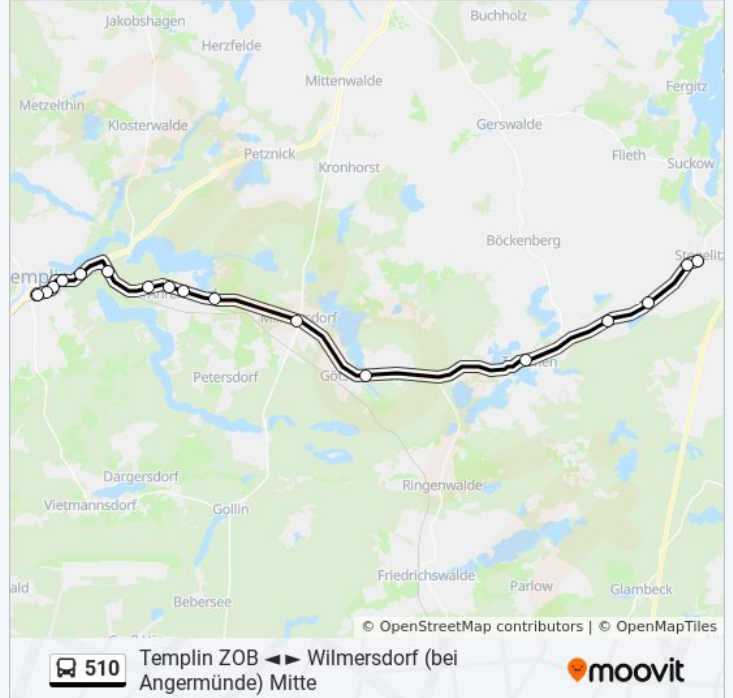 Buchholz
Jakobshagen
Herzfelde
Mittenwalde
Fergitz
Metzelthin
Klosterwalde
Gerswalde
Petznick
Flieth
Kronhorst
Suckow
Böckenberg
Petersdorf
Dargersdorf
Ringenwalde
Vietmannsdorf
Gollin
Friedrichswalde
Parlow
Glambeck
Bebersee
© OpenStreetMap contributors | © OpenMapTiles
510
Templin ZOB ◄► Wilmersdorf (bei
Angermünde) Mitte
moovit